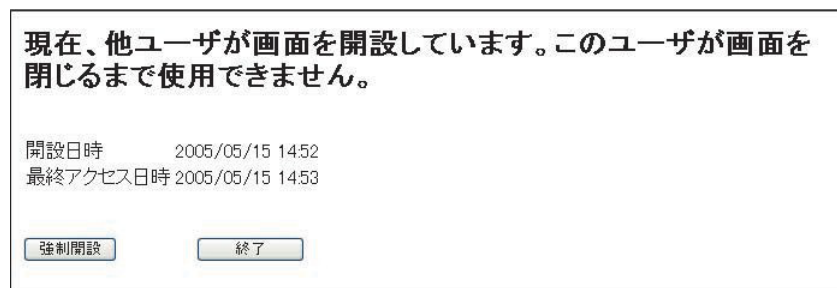 現在、他ユーザが画面を開設しています。このユーザが画面を
閉じるまで使用できません。
開設日時 2005/05/15 14:52
最終アクセス日時 2005/05/15 14:53
強制開設 終了